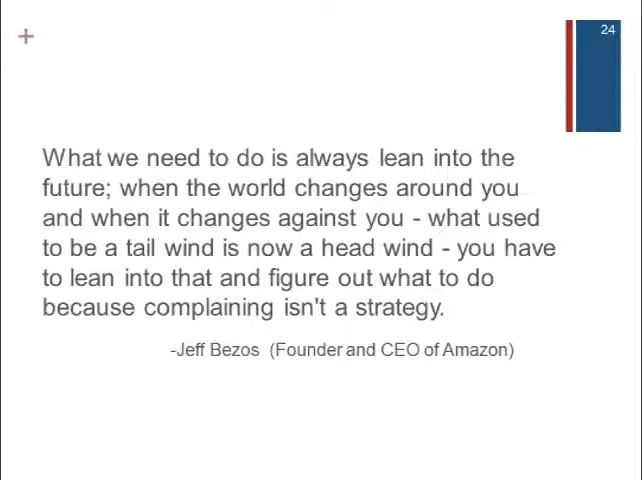 +
24
What we need to do is always lean into the
future; when the world changes around you
and when it changes against you - what used
to be a tail wind is now a head wind - you have
to lean into that and figure out what to do
because complaining isn't a strategy.
-Jeff Bezos (Founder and CEO of Amazon)